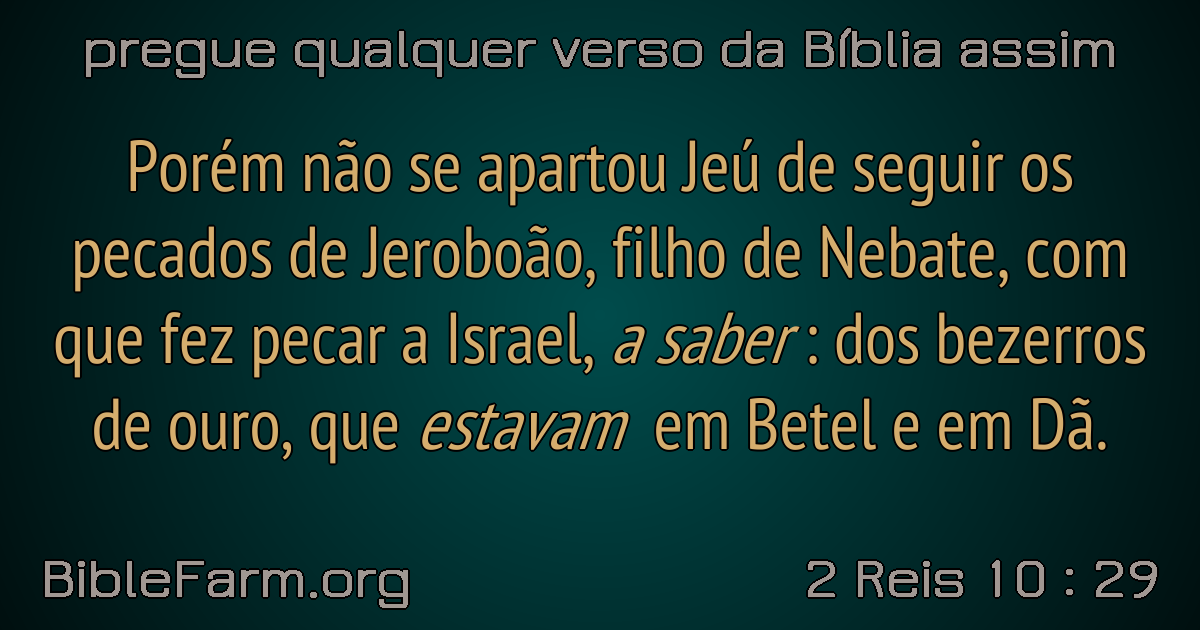 pregue qualquer verso da Bíblia assim
Porém não se apartou Jeú de seguir os
pecados de Jeroboão, filho de Nebate, com
que fez pecar a Israel, a saber : dos bezerros
de ouro, que estavam em Betel e em Dã.
BibleFarm.org
2 Reis 10 : 29